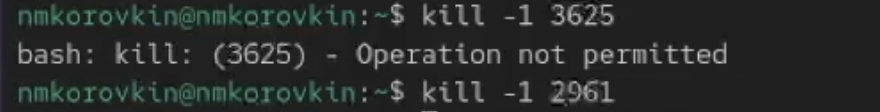 nmkorovkin@nmkorovkin:~$ kill -1 3625
bash: kill: (3625) - Operation not permitted
nmkorovkin@nmkorovkin:~$ kill -1 2961